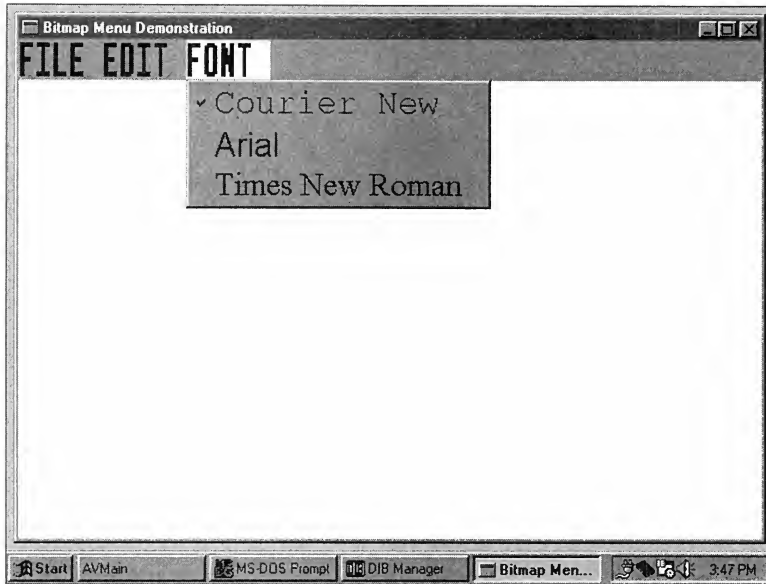 Bitmap Menu Demonstration
FILE EDIT FONT
Courier New
Arial
Times New Roman
Start AVMain MS-DOS Prompt DIB Manager Bitmap Men... 3:47 PM